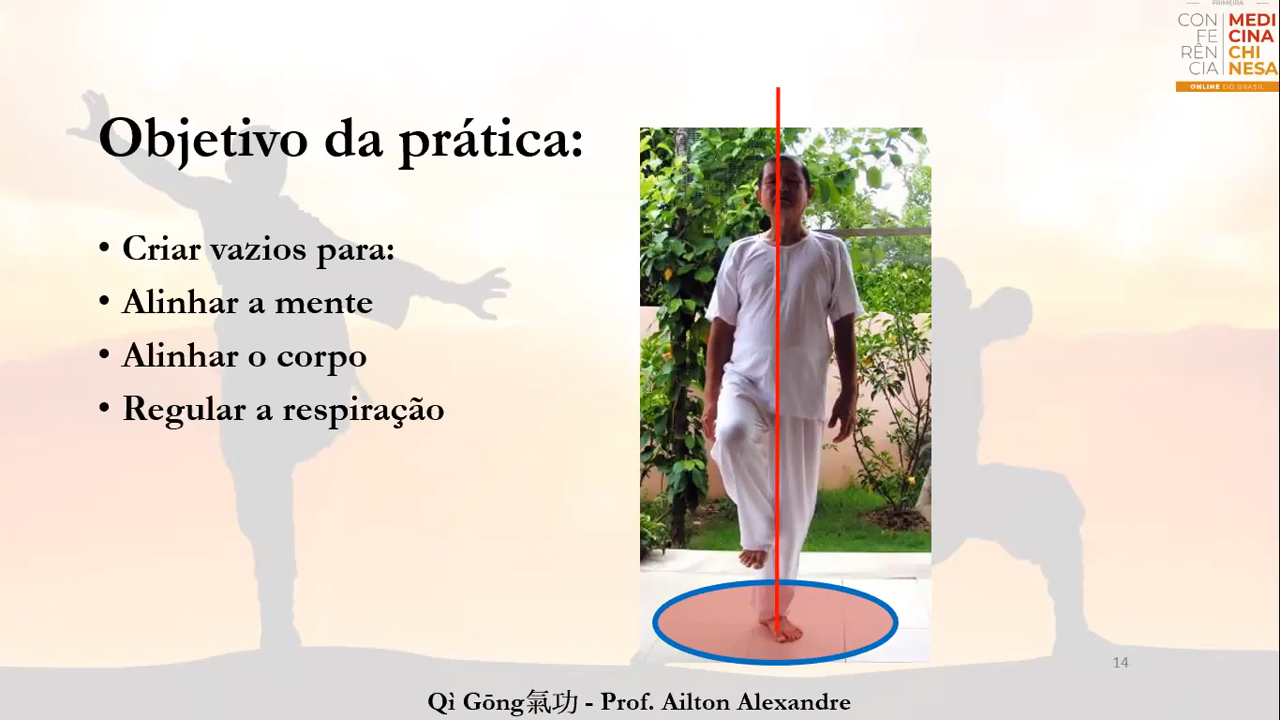 PRIMEIRA
CON MEDI
FE CINA
RÊN CHI
CIA NESA
ONLINE DO BRASIL
Objetivo da prática:
• Criar vazios para:
• Alinhar a mente
• Alinhar o corpo
• Regular a respiração
14
Qì Gōng氣功 - Prof. Ailton Alexandre